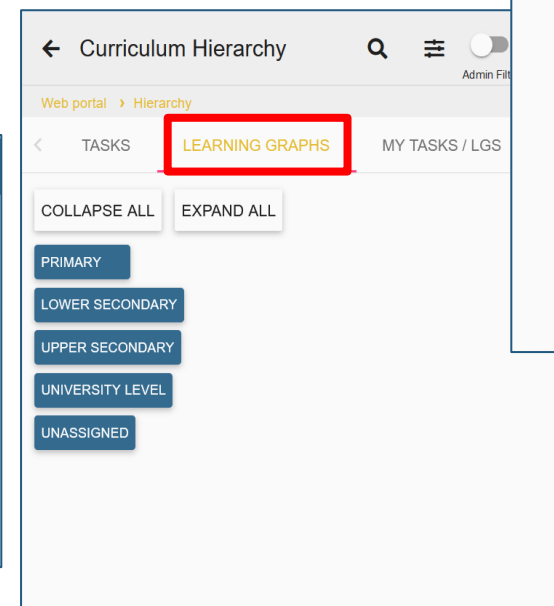 Curriculum Hierarchy
Admin Filt
Web portal › Hierarchy
TASKS LEARNING GRAPHS MY TASKS / LGS
COLLAPSE ALL EXPAND ALL
PRIMARY
LOWER SECONDARY
UPPER SECONDARY
UNIVERSITY LEVEL
UNASSIGNED